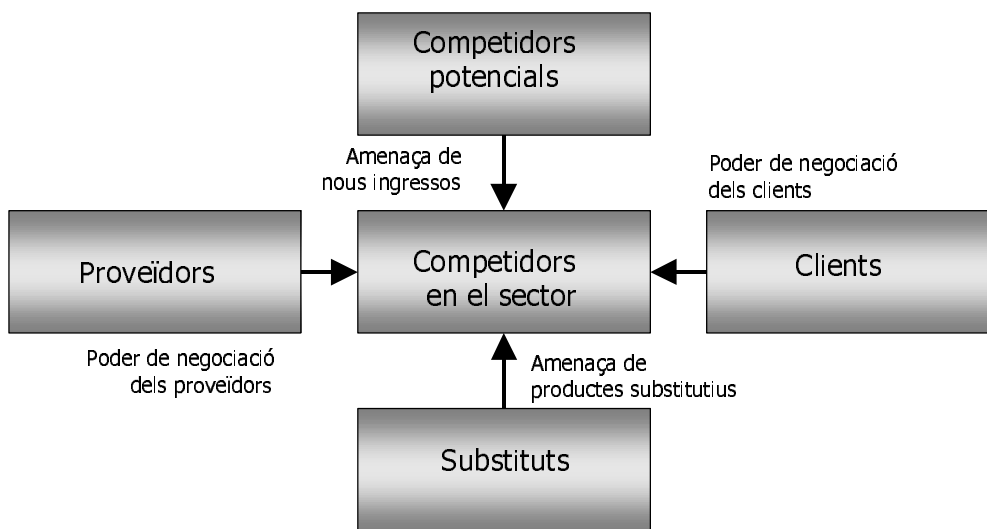 Competidors
potencials
Amenaça de
nous ingressos
Poder de negociació
dels clients
Proveïdors
Competidors
en el sector
Clients
Poder de negociació
dels proveïdors
Amenaça de
productes substitutius
Substituts